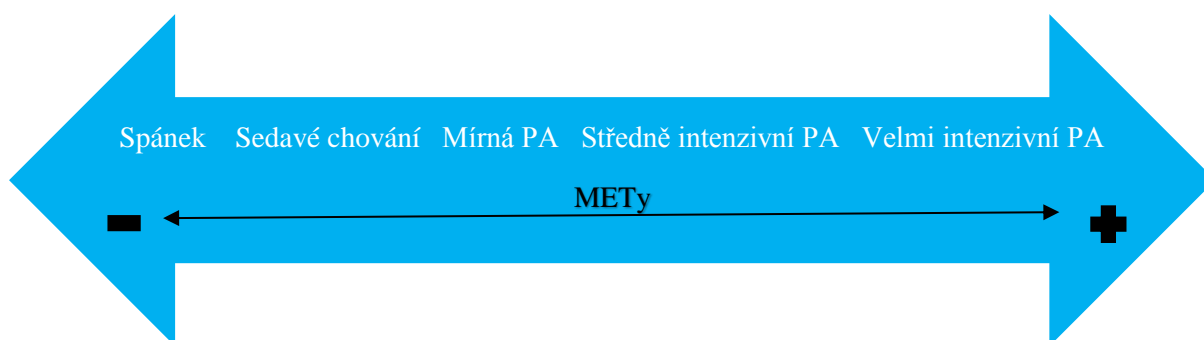 Spánek Sedavé chování Mírná PA Středně intenzivní PA Velmi intenzivní PA
METy